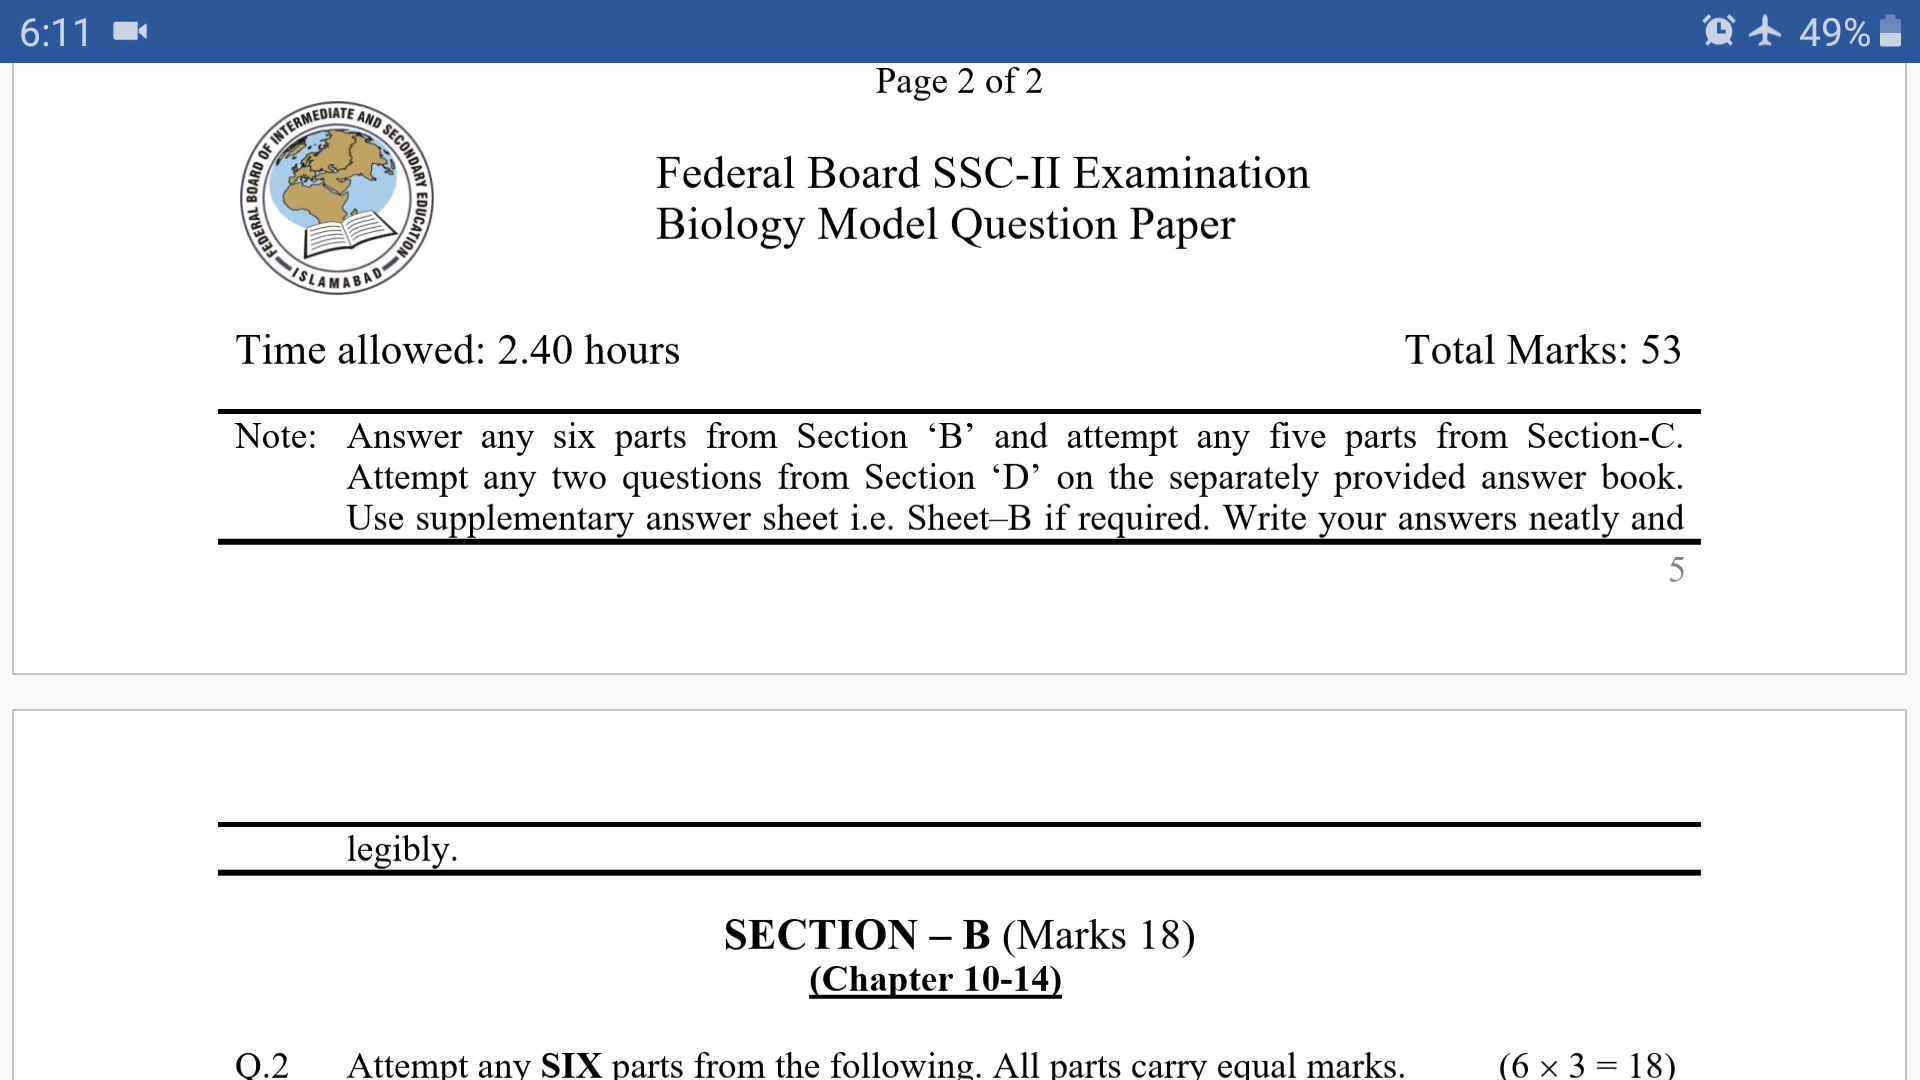 6:11
49%
Page 2 of 2
FEDERAL BOARD OF INTERMEDIATE AND SECONDARY EDUCATION
ISLAMABAD
Federal Board SSC-II Examination
Biology Model Question Paper
Time allowed: 2.40 hours Total Marks: 53
Note: Answer any six parts from Section ‘B’ and attempt any five parts from Section-C.
Attempt any two questions from Section ‘D’ on the separately provided answer book.
Use supplementary answer sheet i.e. Sheet–B if required. Write your answers neatly and
5
legibly.
SECTION – B (Marks 18)
(Chapter 10-14)
Q.2 Attempt any SIX parts from the following. All parts carry equal marks. (6 × 3 = 18)